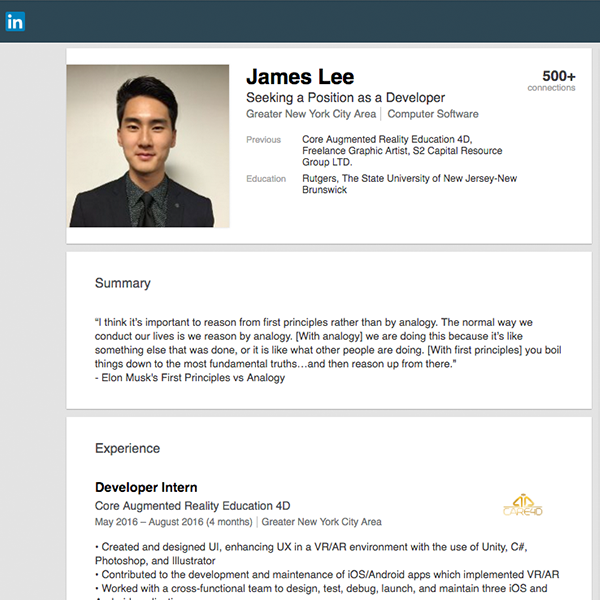 in
James Lee
500+
connections
Seeking a Position as a Developer
Greater New York City Area | Computer Software
Previous Core Augmented Reality Education 4D,
Freelance Graphic Artist, S2 Capital Resource
Group LTD.
Education Rutgers, The State University of New Jersey-New
Brunswick
Summary
“I think it’s important to reason from first principles rather than by analogy. The normal way we
conduct our lives is we reason by analogy. [With analogy] we are doing this because it’s like
something else that was done, or it is like what other people are doing. [With first principles] you boil
things down to the most fundamental truths…and then reason up from there."
- Elon Musk's First Principles vs Analogy
Experience
Developer Intern
Core Augmented Reality Education 4D
CARE4D
May 2016 – August 2016 (4 months) | Greater New York City Area
• Created and designed UI, enhancing UX in a VR/AR environment with the use of Unity, C#,
Photoshop, and Illustrator
• Contributed to the development and maintenance of iOS/Android apps which implemented VR/AR
• Worked with a cross-functional team to design, test, debug, launch, and maintain three iOS and